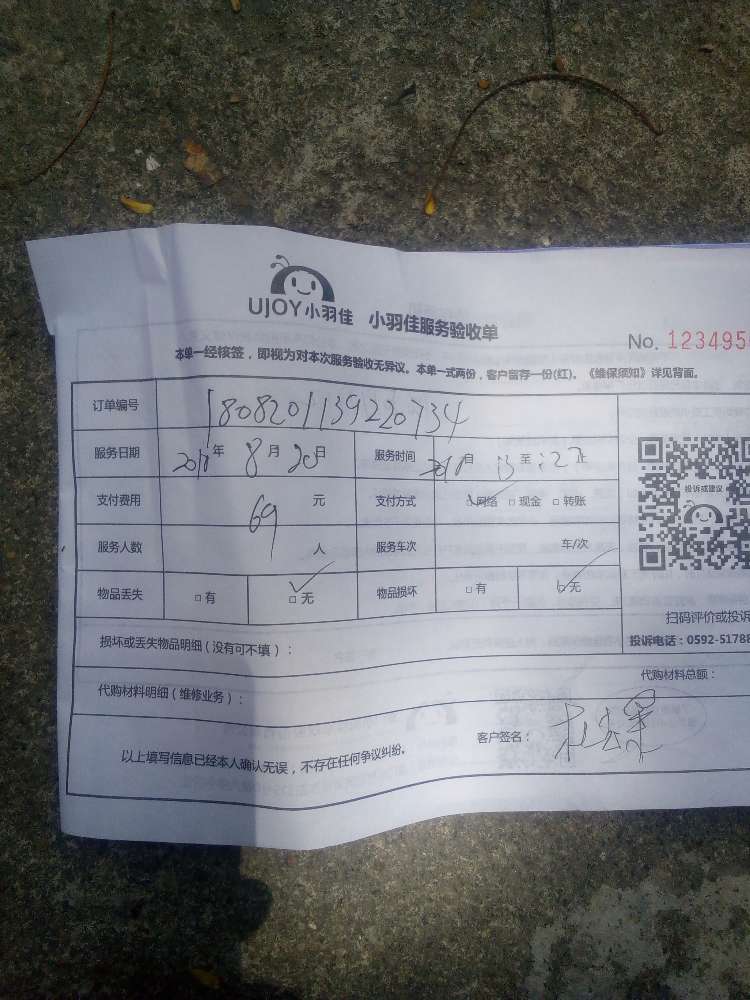 UJOY小羽佳 小羽佳服务验收单
No. 1234956
本单一经核签，即视为对本次服务验收无异议。本单一式两份，客户留存一份(红)。《维保须知》详见背面。
订单编号 1808201139220734
服务日期 2018年 8月 20日 服务时间
支付费用 69 元 支付方式 网络 □ 现金 □ 转账
服务人数 人 服务车次 车/次
投诉或建议
物品丢失 □ 有 □ 无 物品损坏 □ 有 □ 无
扫码评价或投诉
损坏或丢失物品明细（没有可不填）： 投诉电话：0592-51788
代购材料明细（维修业务）： 代购材料总额：
以上填写信息已经本人确认无误，不存在任何争议纠纷。 客户签名：